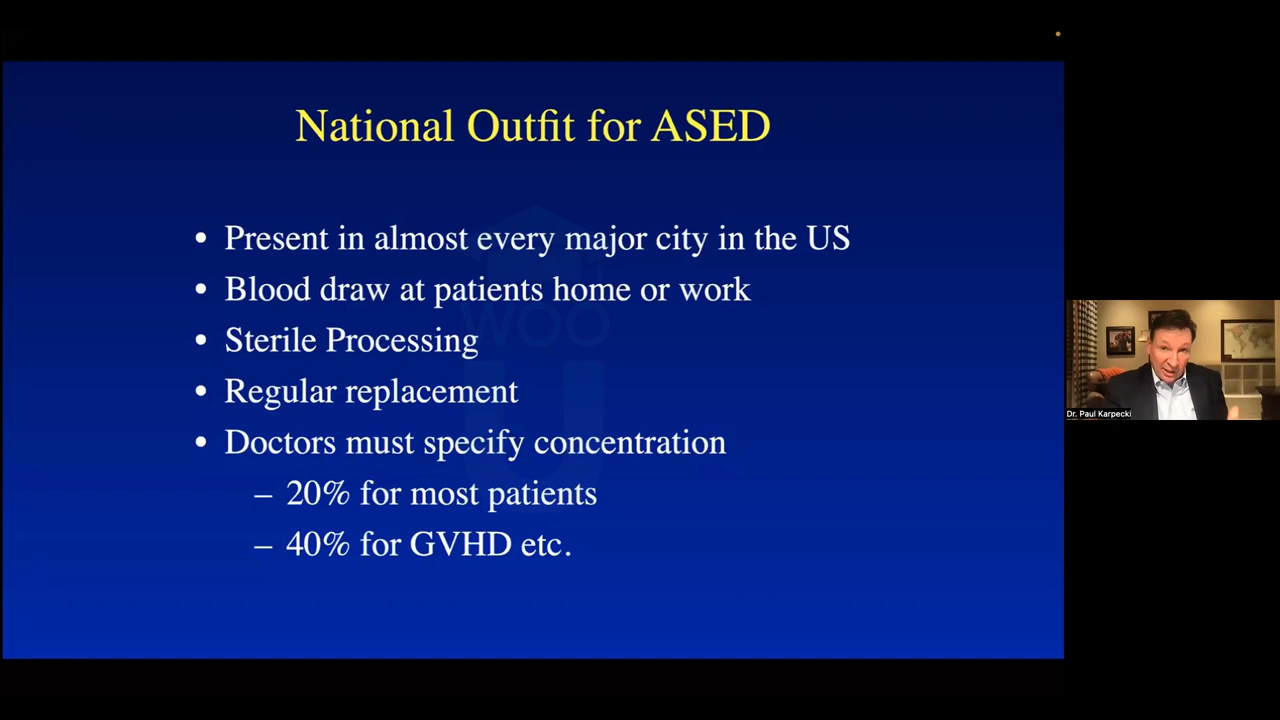 National Outfit for ASED
• Present in almost every major city in the US
• Blood draw at patients home or work
• Sterile Processing
• Regular replacement
• Doctors must specify concentration
– 20% for most patients
– 40% for GVHD etc.
WOO
U
Dr. Paul Karpecki